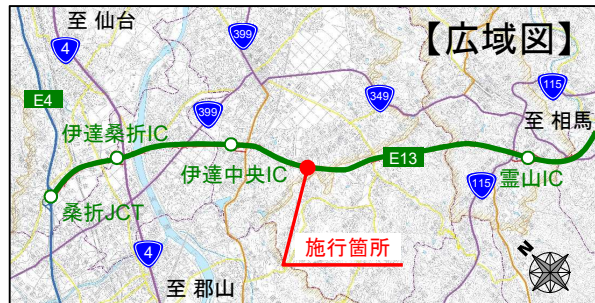 至 仙台
4
399
【広域図】
E4
399
349
115
至 相馬
伊達桑折IC
伊達中央IC
E13
霊山IC
115
桑折JCT
施行箇所
4
至 郡山
N